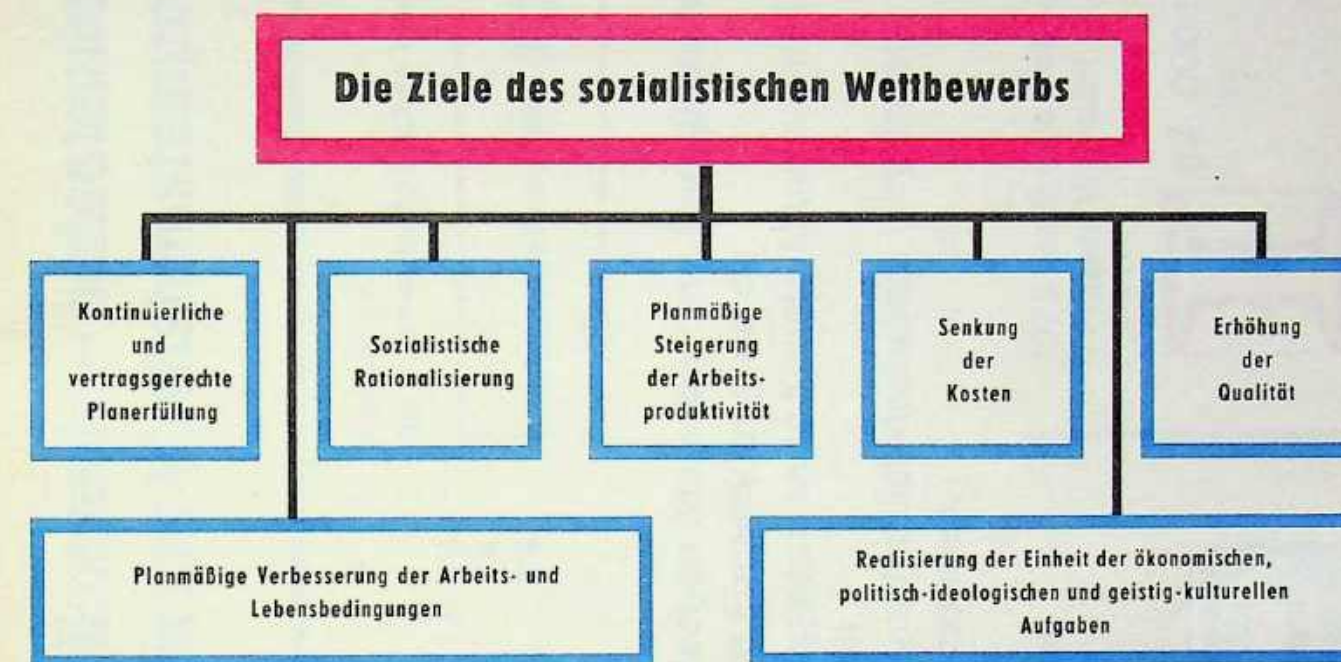 Die Ziele des sozialistischen Wettbewerbs
Kontinuierliche
und
vertragsgerechte
Planerfüllung
Sozialistische
Rationalisierung
Planmäßige
Steigerung
der Arbeits-
produktivität
Senkung
der
Kosten
Erhöhung
der
Qualität
Planmäßige Verbesserung der Arbeits- und
Lebensbedingungen
Realisierung der Einheit der ökonomischen,
politisch-ideologischen und geistig-kulturellen
Aufgaben